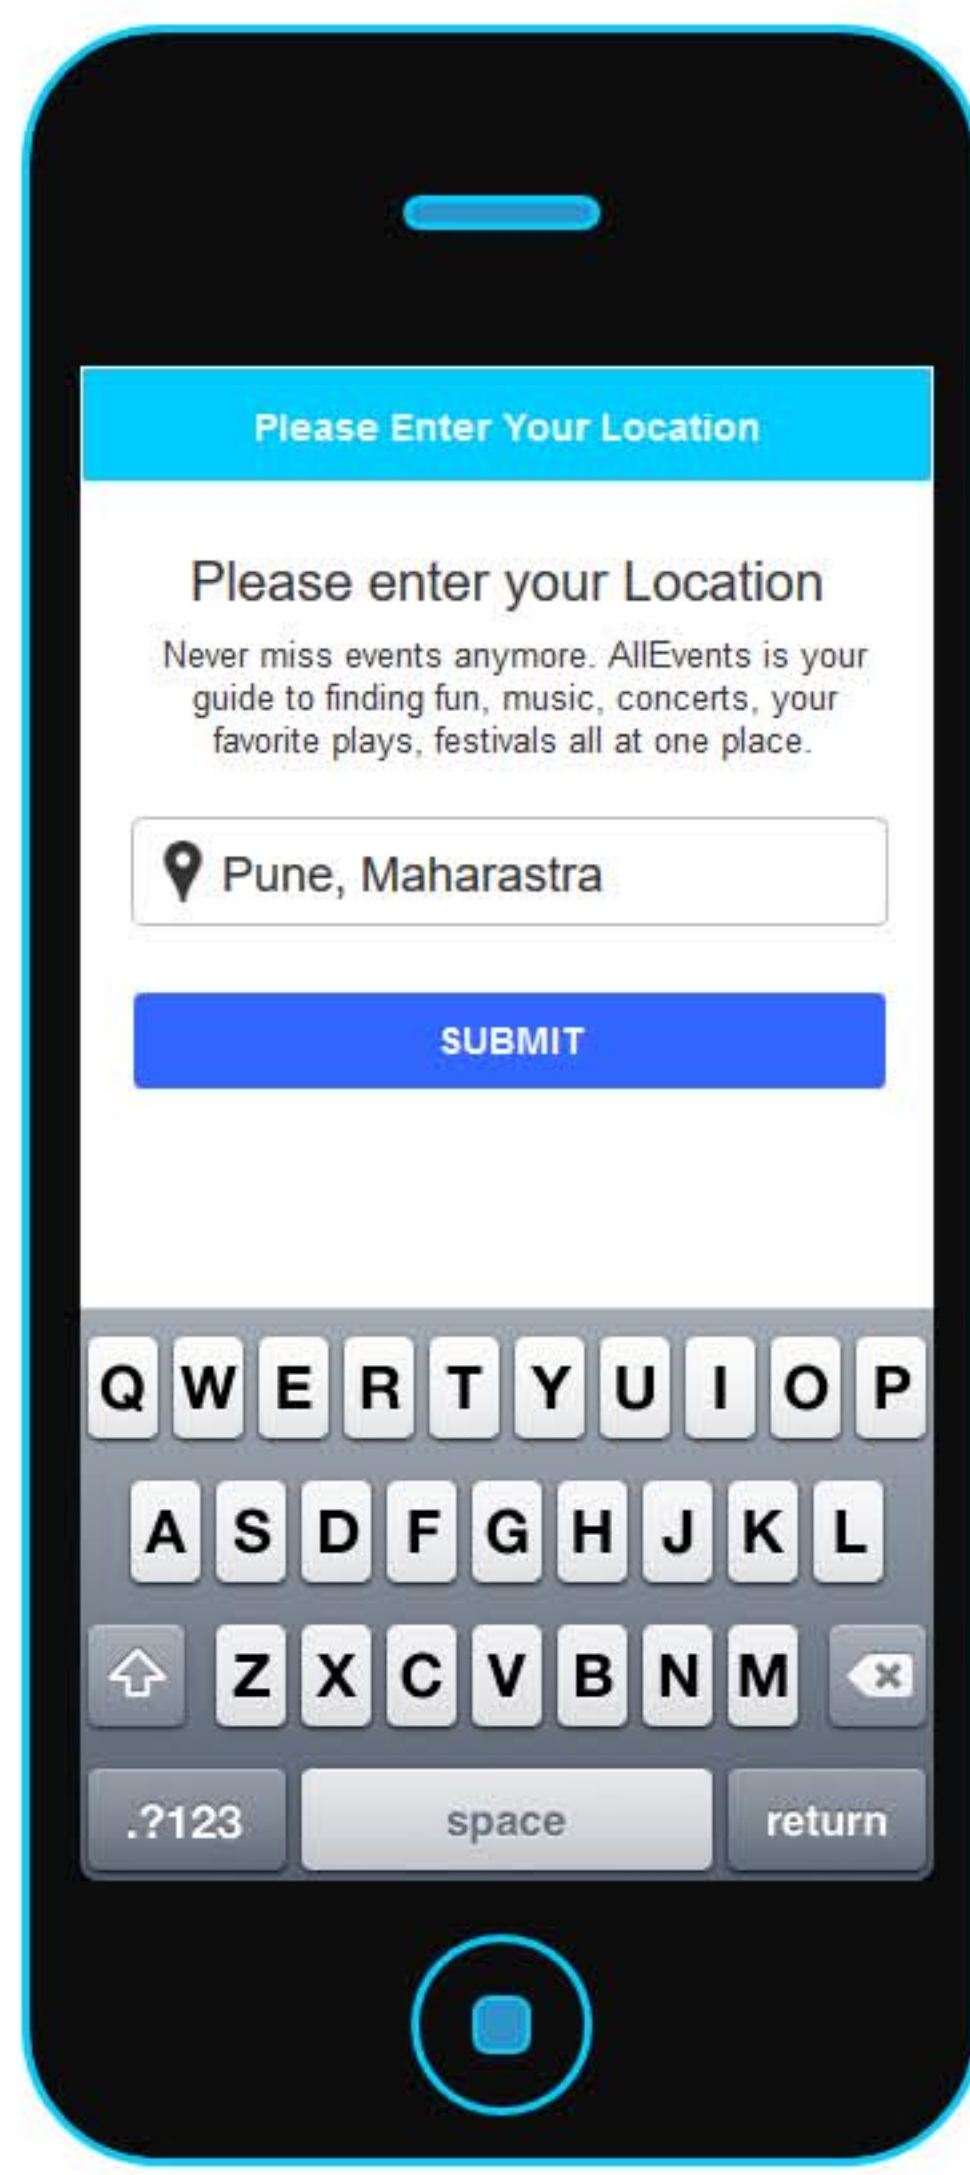 Please Enter Your Location
Please enter your Location
Never miss events anymore. AllEvents is your
guide to finding fun, music, concerts, your
favorite plays, festivals all at one place.
Pune, Maharastra
SUBMIT
Q W E R T Y U I O P
A S D F G H J K L
Z X C V B N M
.?123 space return